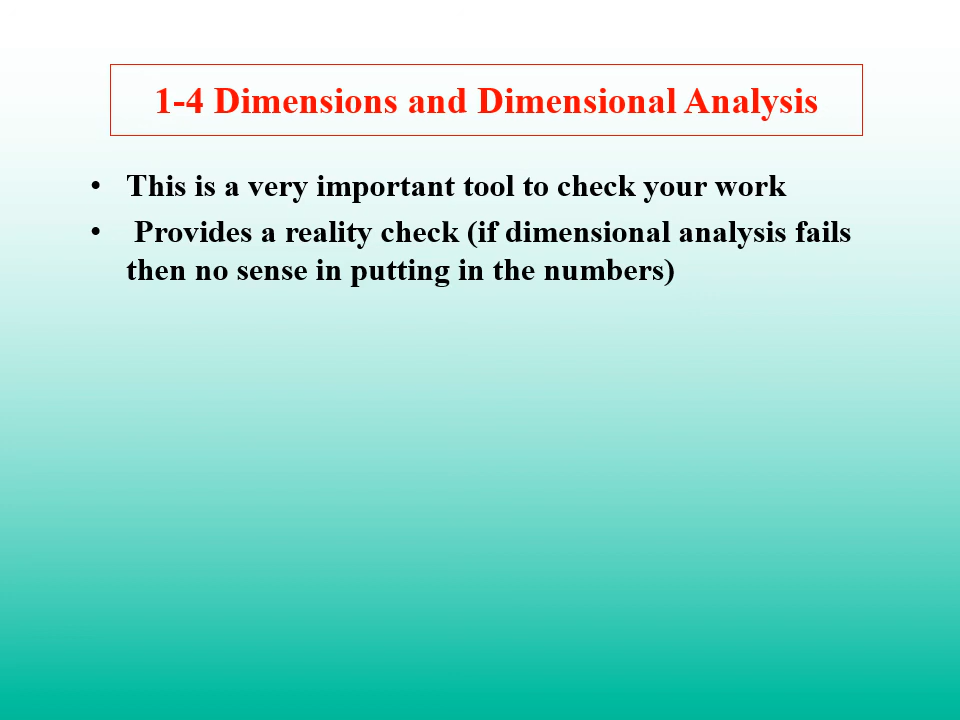 1-4 Dimensions and Dimensional Analysis
• This is a very important tool to check your work
• Provides a reality check (if dimensional analysis fails
then no sense in putting in the numbers)